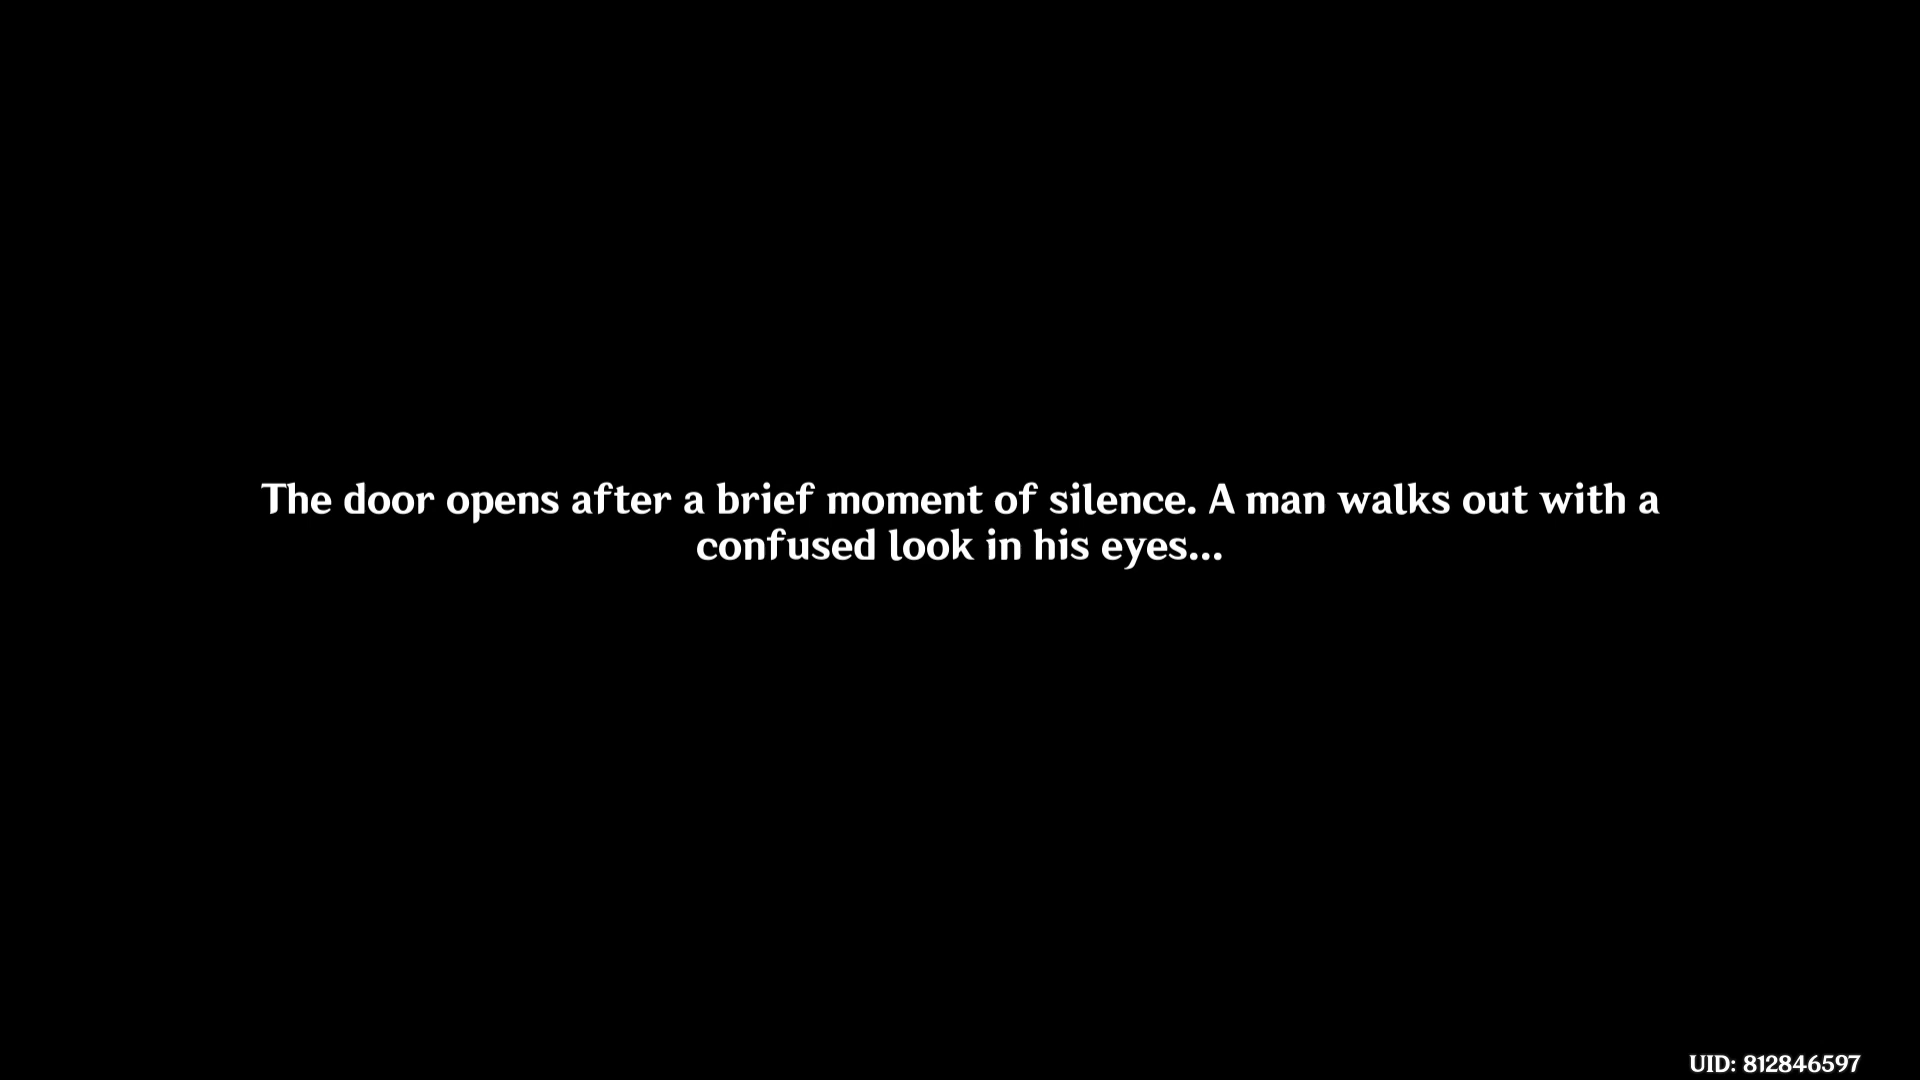 The door opens after a brief moment of silence. A man walks out with a
confused look in his eyes...
UID: 812846597